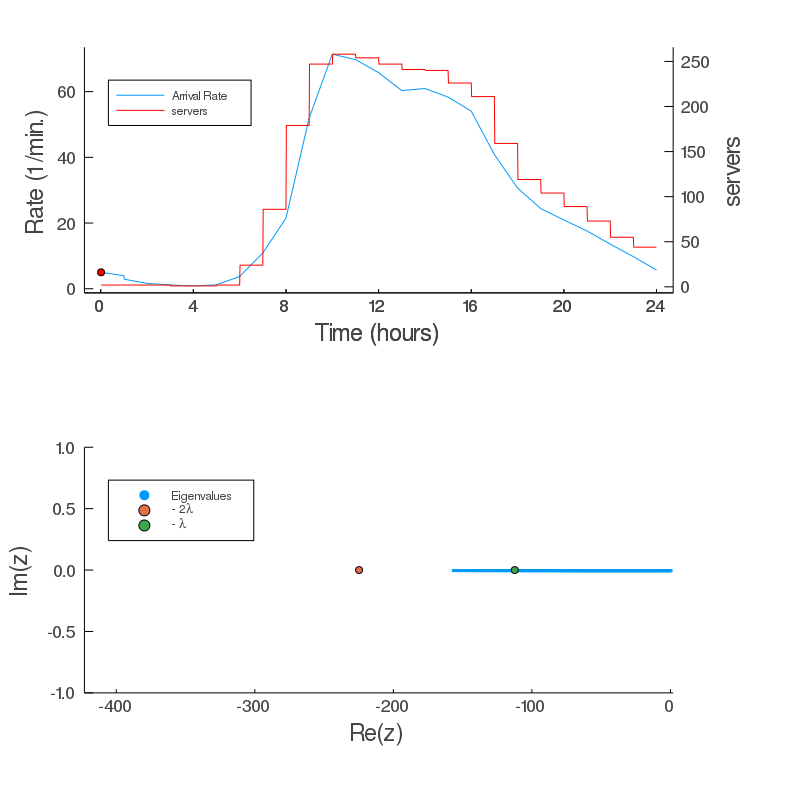 Rate (1/min.)
60
40
20
0
Arrival Rate
servers
250
200
150
100
50
0
servers
0 4 8 12 16 20 24
Time (hours)
Im(z)
1.0
0.5
0.0
-0.5
-1.0
Eigenvalues
- 2λ
- λ
-400 -300 -200 -100 0
Re(z)